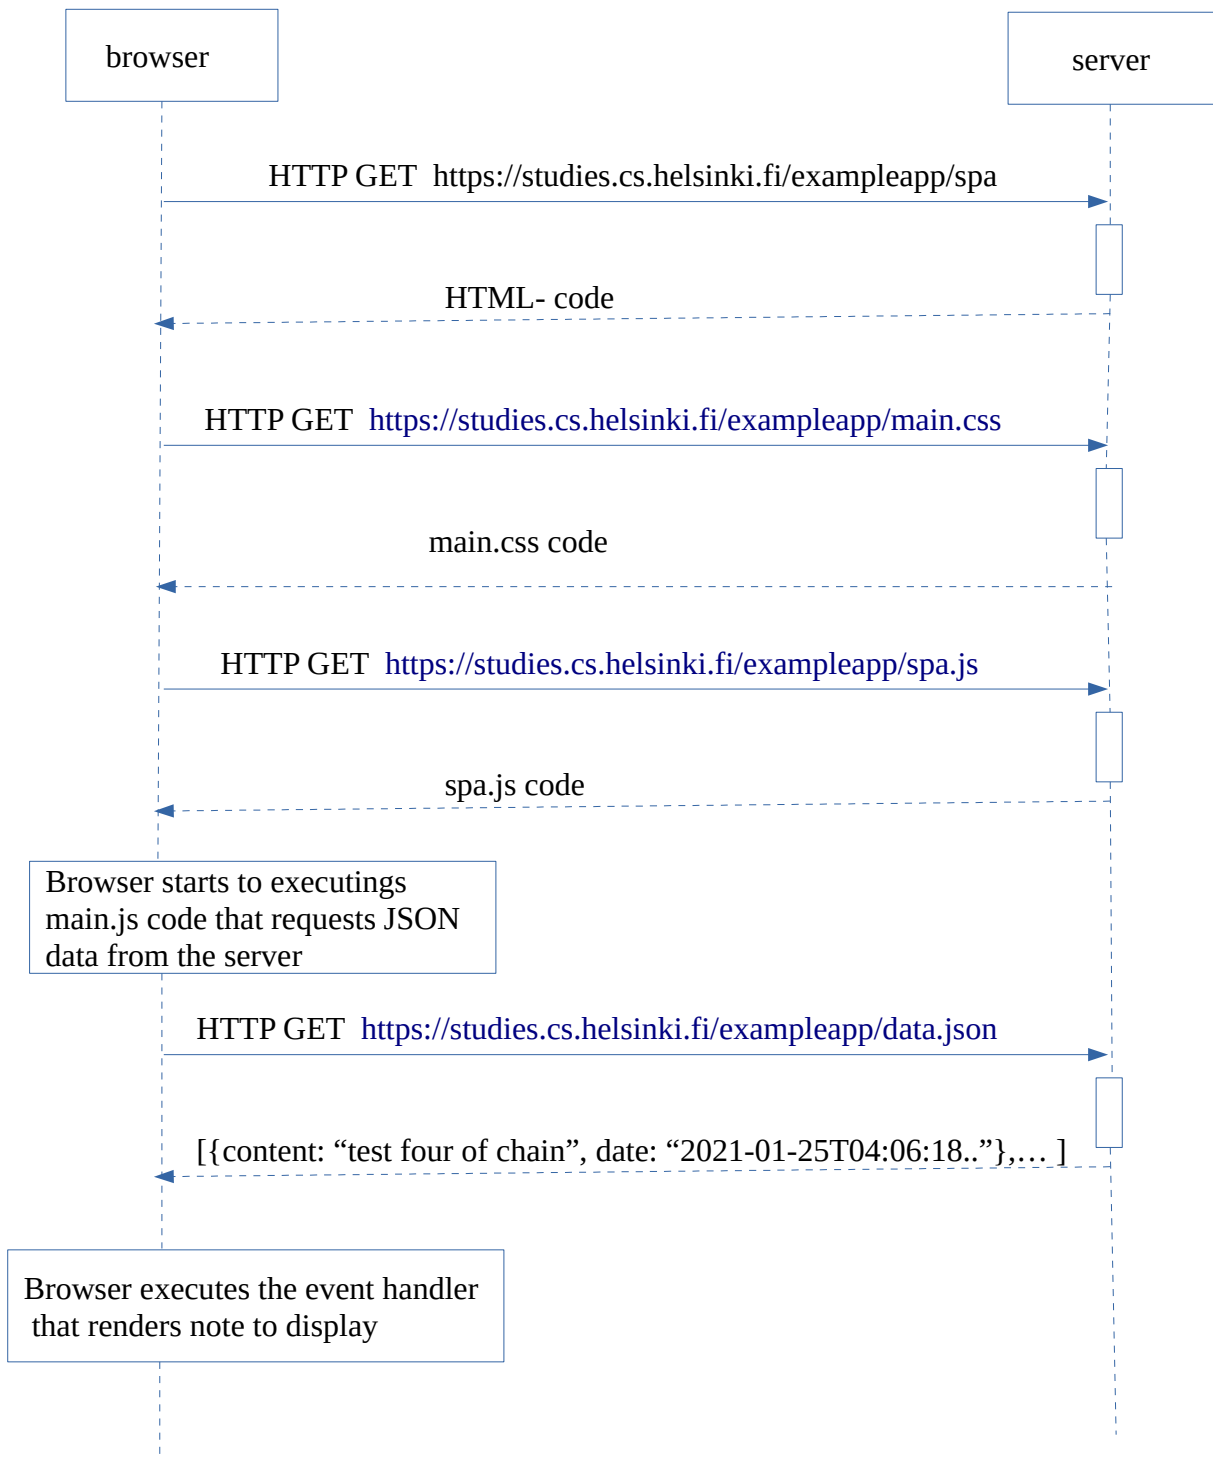 browser
server
HTTP GET  https://studies.cs.helsinki.fi/exampleapp/spa
HTML- code
HTTP GET  https://studies.cs.helsinki.fi/exampleapp/main.css
main.css code
HTTP GET  https://studies.cs.helsinki.fi/exampleapp/spa.js
spa.js code
Browser starts to executings
main.js code that requests JSON
data from the server
HTTP GET  https://studies.cs.helsinki.fi/exampleapp/data.json
[{content: “test four of chain”, date: “2021-01-25T04:06:18..”},… ]
Browser executes the event handler
that renders note to display